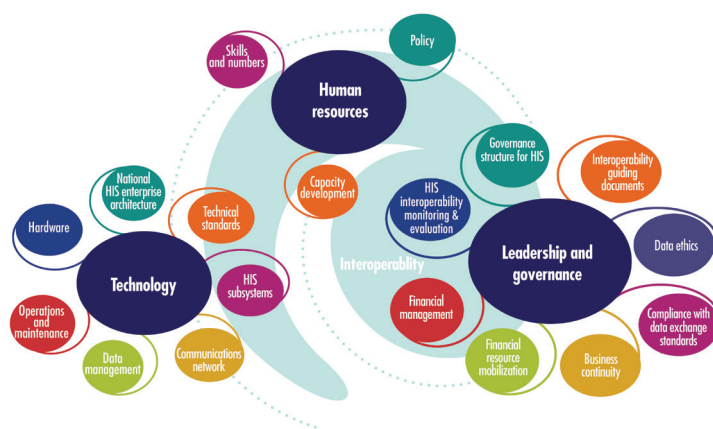 Skills
and numbers
Policy
Human
resources
Capacity
development
Governance
structure for HIS
Interoperability
guiding
documents
HIS
interoperability
monitoring &
evaluation
Leadership and
governance
Data ethics
Interoperablity
Financial
management
Compliance with
data exchange
standards
Financial
resource
mobilization
Business
continuity
National
HIS enterprise
architecture
Technical
standards
Hardware
Technology
HIS
subsystems
Operations
and
maintenance
Data
management
Communications
network